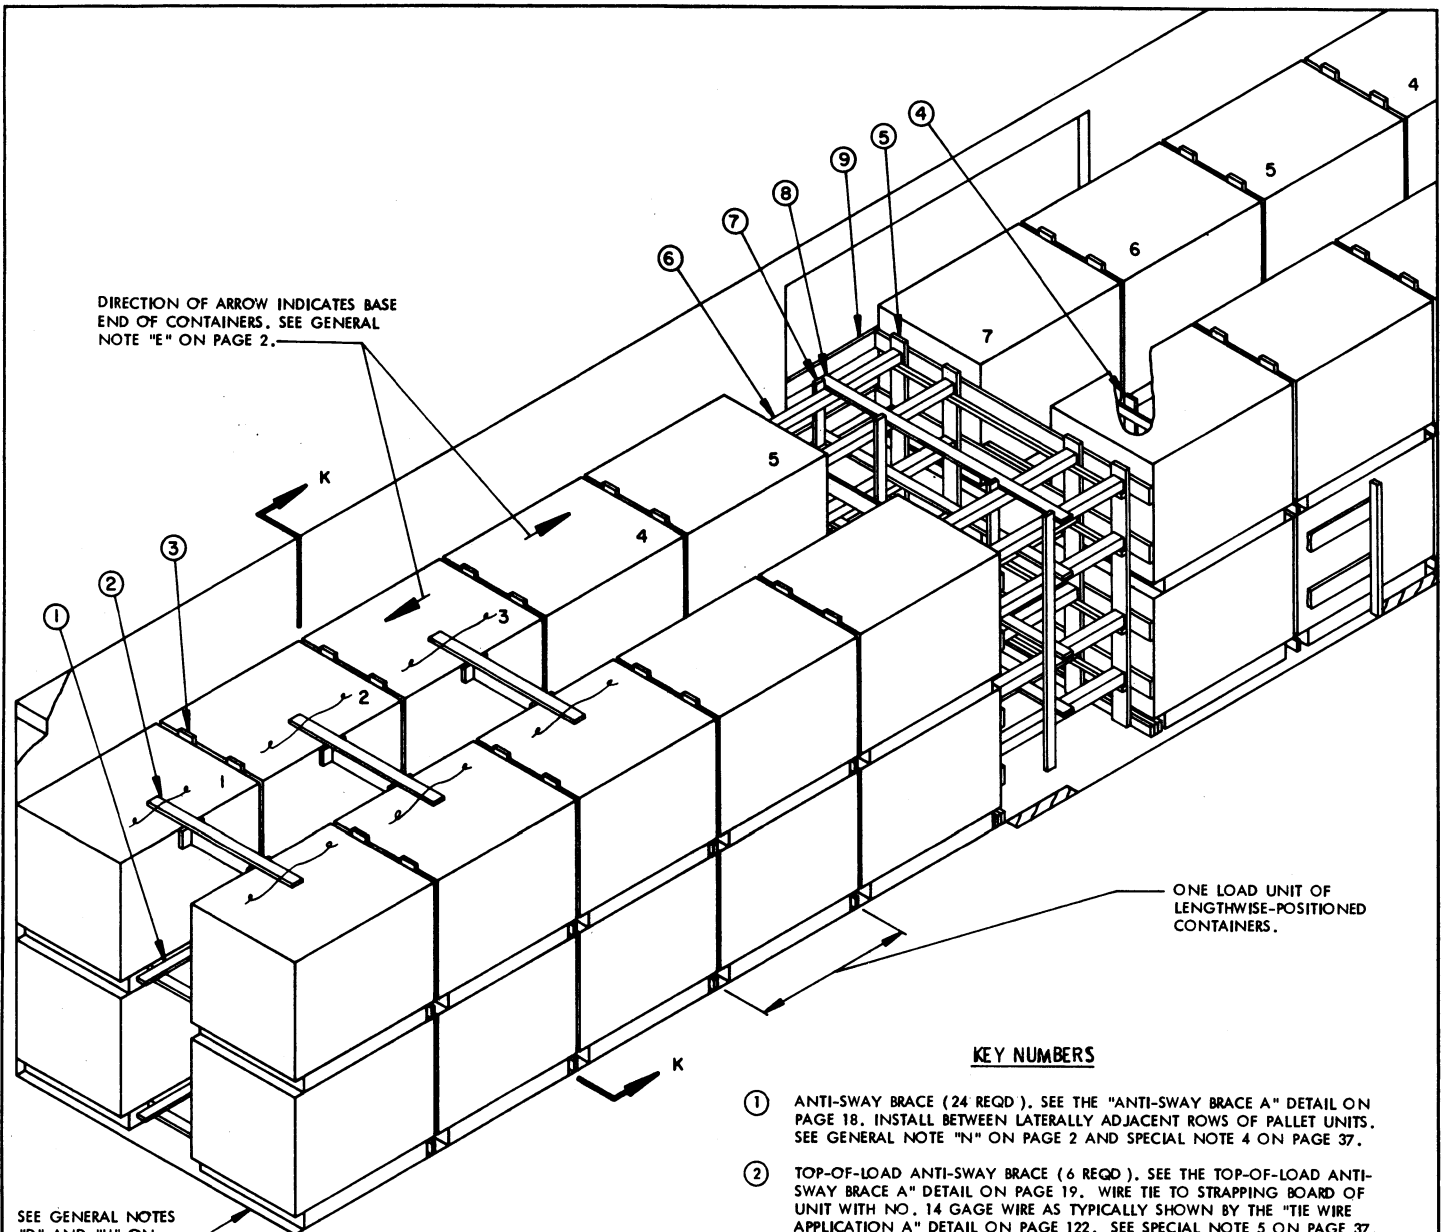 4
5
6
7
④
⑤
⑨
⑧
⑦
⑥
DIRECTION OF ARROW INDICATES BASE
END OF CONTAINERS. SEE GENERAL
NOTE "E" ON PAGE 2.
K
③
②
①
5
4
3
2
1
ONE LOAD UNIT OF
LENGTHWISE-POSITIONED
CONTAINERS.
K
KEY NUMBERS
① ANTI-SWAY BRACE (24 REQD). SEE THE "ANTI-SWAY BRACE A" DETAIL ON
PAGE 18. INSTALL BETWEEN LATERALLY ADJACENT ROWS OF PALLET UNITS.
SEE GENERAL NOTE "N" ON PAGE 2 AND SPECIAL NOTE 4 ON PAGE 37.
② TOP-OF-LOAD ANTI-SWAY BRACE (6 REQD). SEE THE TOP-OF-LOAD ANTI-
SWAY BRACE A" DETAIL ON PAGE 19. WIRE TIE TO STRAPPING BOARD OF
UNIT WITH NO. 14 GAGE WIRE AS TYPICALLY SHOWN BY THE "TIE WIRE
APPLICATION A" DETAIL ON PAGE 122. SEE SPECIAL NOTE 5 ON PAGE 37
SEE GENERAL NOTES